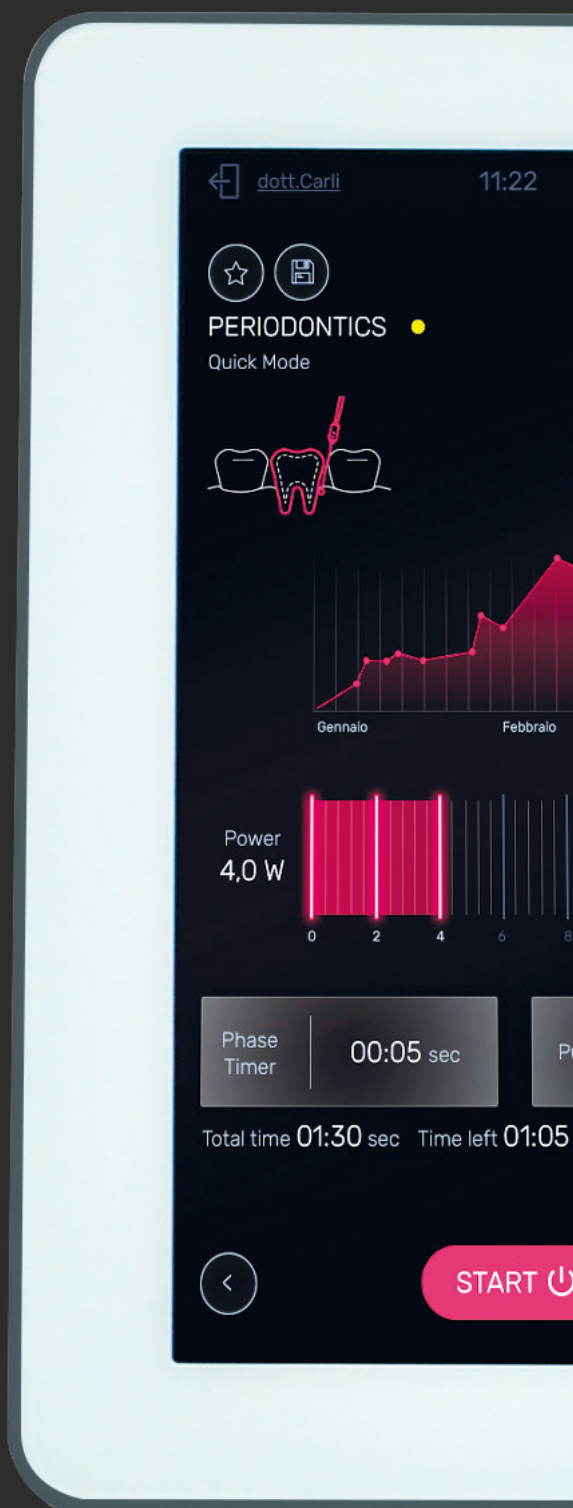 dott.Carli 11:22
PERIODONTICS
Quick Mode
Gennaio Febbraio
Power
4,0 W
0 2 4 6 8
Phase
Timer
00:05 sec
Total time 01:30 sec Time left 01:05
START